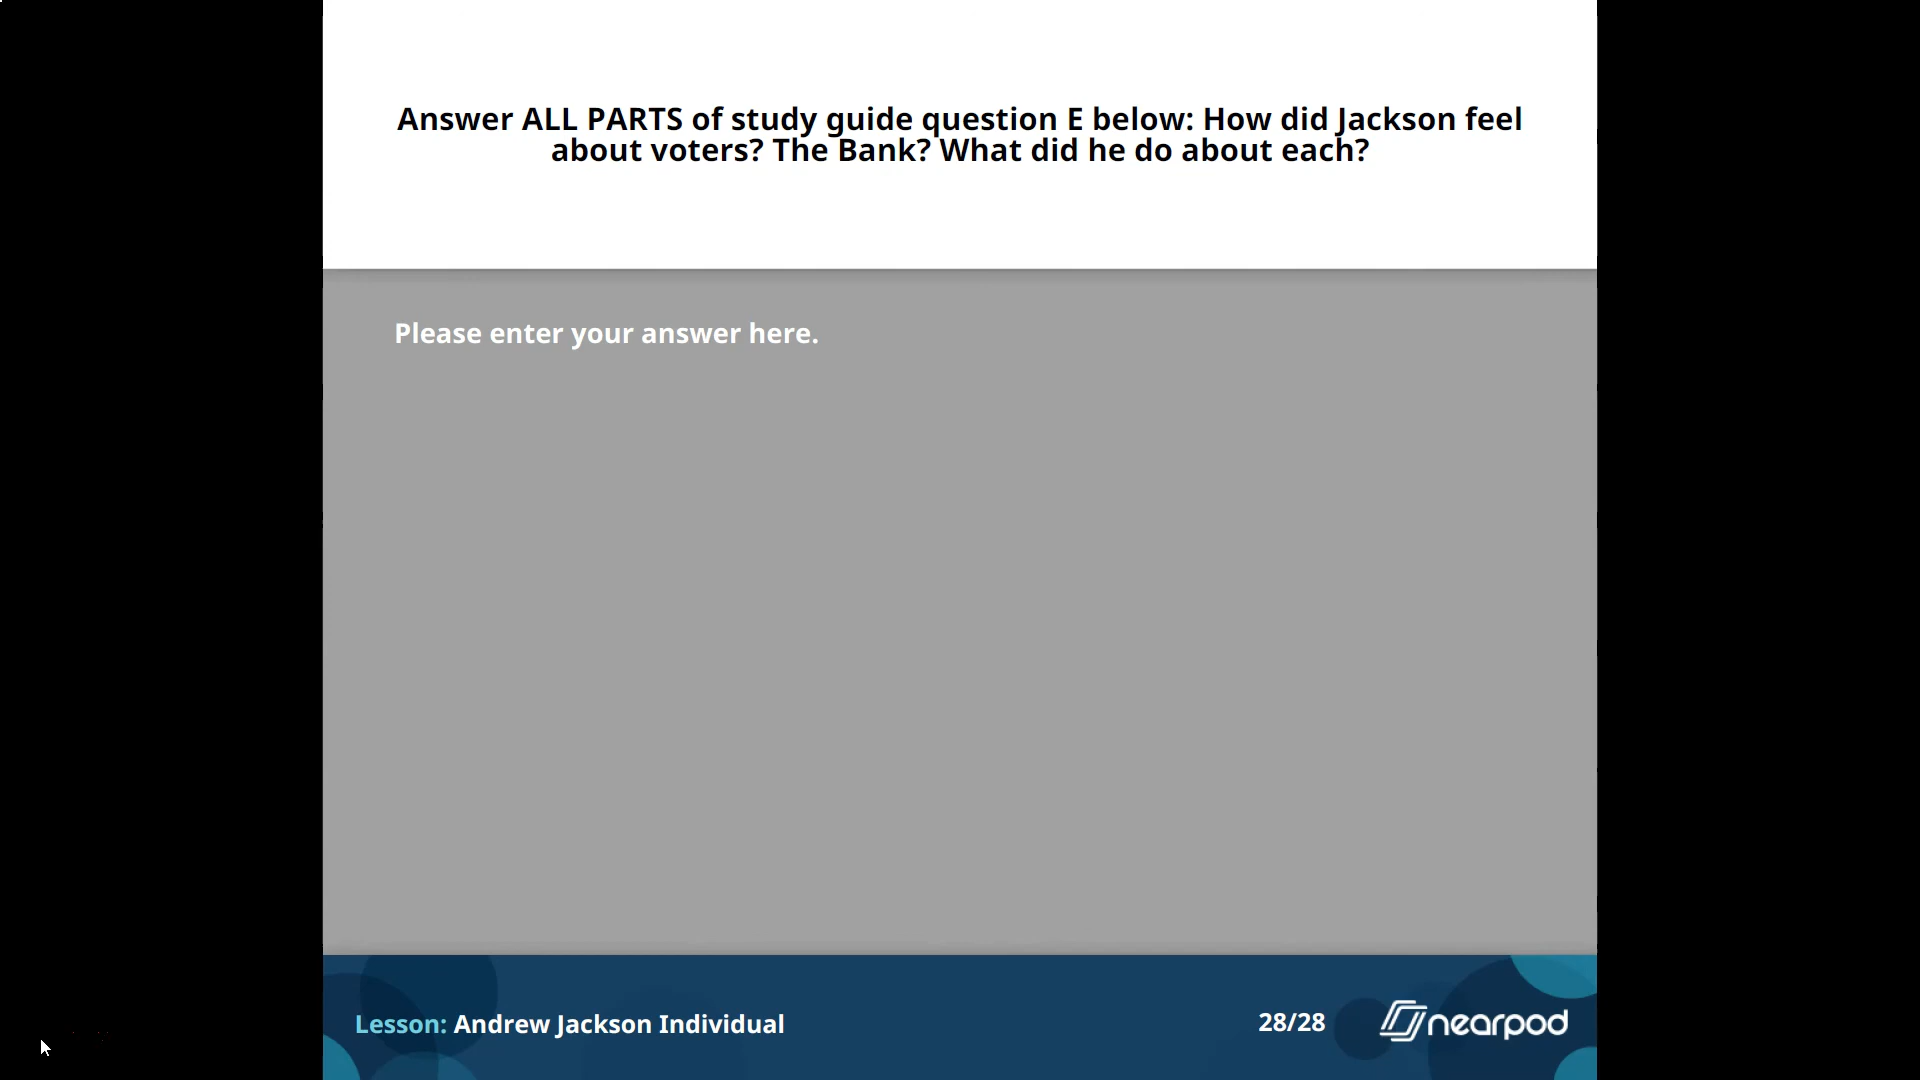 Answer ALL PARTS of study guide question E below: How did Jackson feel
about voters? The Bank? What did he do about each?
Please enter your answer here.
Lesson: Andrew Jackson Individual
28/28
nearpod